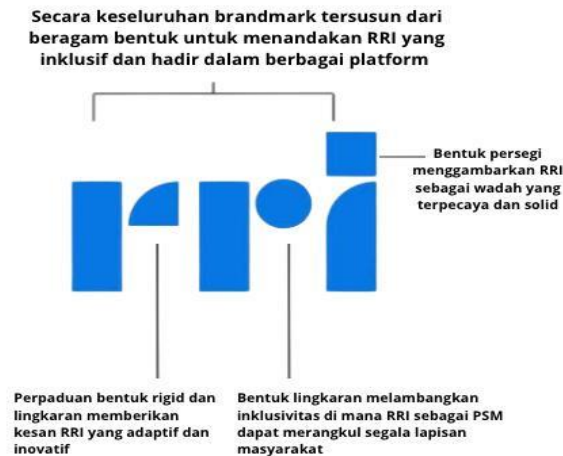 Secara keseluruhan brandmark tersusun dari
beragam bentuk untuk menandakan RRI yang
inklusif dan hadir dalam berbagai platform
rri
Bentuk persegi
menggambarkan RRI
sebagai wadah yang
terpecaya dan solid
Perpaduan bentuk rigid dan
lingkaran memberikan
kesan RRI yang adaptif dan
inovatif
Bentuk lingkaran melambangkan
inklusivitas di mana RRI sebagai PSM
dapat merangkul segala lapisan
masyarakat